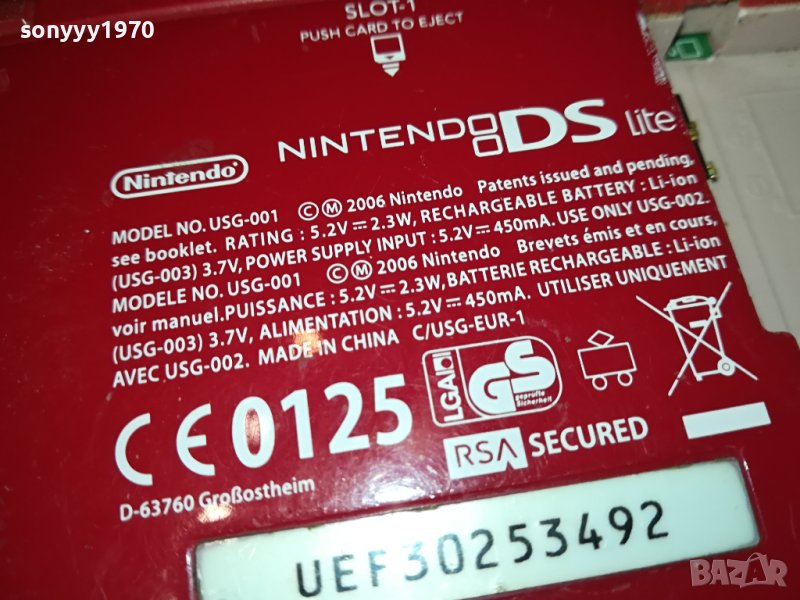 sonyyy1970
SLOT-1
PUSH CARD TO EJECT
NINTENDO DS Lite
Nintendo
MODEL NO. USG-001 ©Ⓜ 2006 Nintendo Patents issued and pending,
see booklet. RATING : 5.2V⎓2.3W, RECHARGEABLE BATTERY : Li-ion
(USG-003) 3.7V, POWER SUPPLY INPUT : 5.2V⎓450mA. USE ONLY USG-002.
MODELE NO. USG-001 ©Ⓜ 2006 Nintendo Brevets émis et en cours,
voir manuel.PUISSANCE : 5.2V⎓2.3W,BATTERIE RECHARGEABLE : Li-ion
(USG-003) 3.7V, ALIMENTATION : 5.2V⎓450mA. UTILISER UNIQUEMENT
AVEC USG-002. MADE IN CHINA C/USG-EUR-1
CE0125
LGA
GS
geprüfte
Sicherheit
RSA SECURED
D-63760 Großostheim
UEF30253492
BAZAR